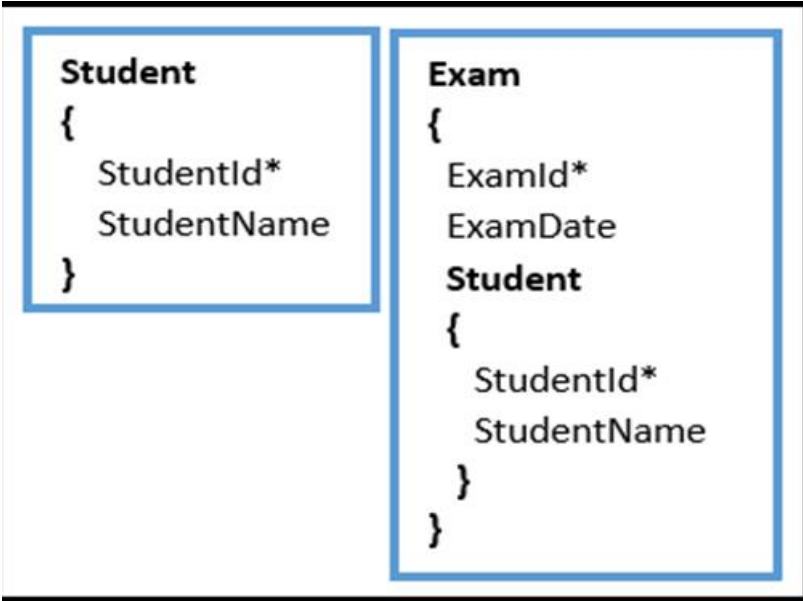 Student
{
StudentId*
StudentName
}
Exam
{
ExamId*
ExamDate
Student
{
StudentId*
StudentName
}
}